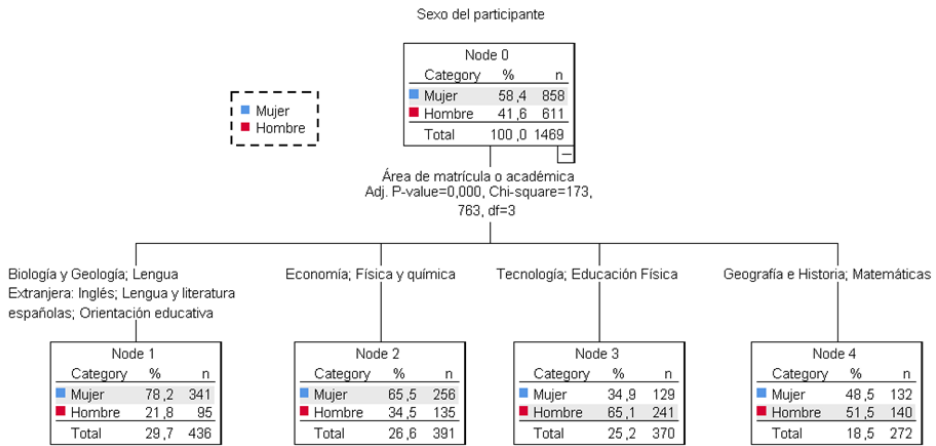 Sexo del participante
Node 0
Category % n
Mujer 58 ,4 858
Hombre 41 ,6 611
Total 100 ,0 1469
Mujer
Hombre
Área de matrícula o académica
Adj. P-value=0,000, Chi-square=173,
763, df=3
Biología y Geología; Lengua
Extranjera: Inglés; Lengua y literatura
españolas; Orientación educativa
Economía; Física y química
Tecnología; Educación Física
Geografía e Historia; Matemáticas
Node 1
Category % n
Mujer 78 ,2 341
Hombre 21 ,8 95
Total 29 ,7 436
Node 2
Category % n
Mujer 65 ,5 256
Hombre 34 ,5 135
Total 26 ,6 391
Node 3
Category % n
Mujer 34 ,9 129
Hombre 65 ,1 241
Total 25 ,2 370
Node 4
Category % n
Mujer 48 ,5 132
Hombre 51 ,5 140
Total 18 ,5 272